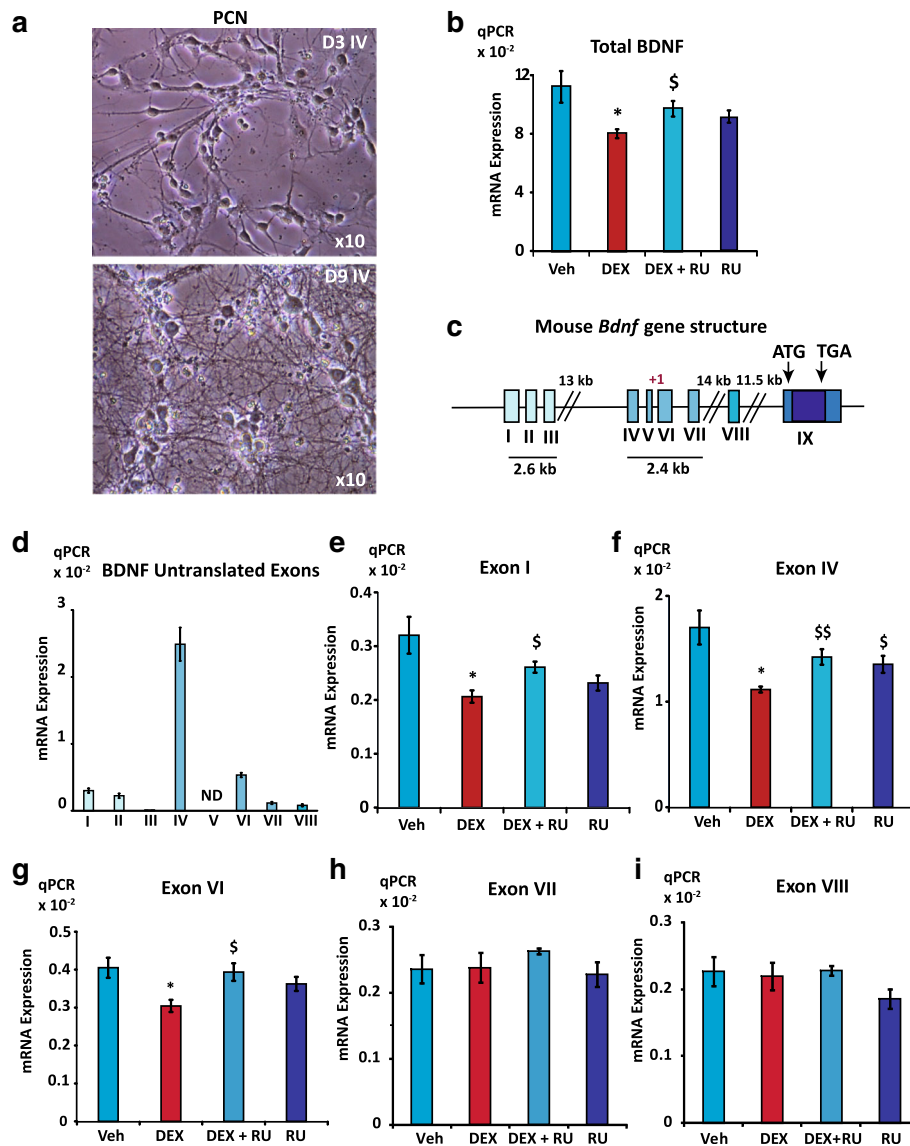 a
PCN
D3 IV
x10
D9 IV
x10
b
qPCR
x 10-2
Total BDNF
mRNA Expression
12
8
4
0
Veh DEX DEX + RU RU
* $
c
Mouse Bdnf gene structure
ATG TGA
13 kb +1 14 kb 11.5 kb
I II III IV V VI VII VIII IX
2.6 kb 2.4 kb
d
qPCR
x 10-2
BDNF Untranslated Exons
mRNA Expression
3
2
1
0
ND
I II III IV V VI VII VIII
e
qPCR
x 10-2
Exon I
mRNA Expression
0.4
0.3
0.2
0.1
0
* $
Veh DEX DEX + RU RU
f
qPCR
x 10-2
Exon IV
mRNA Expression
2
1
0
* $$ $
Veh DEX DEX + RU RU
g
qPCR
x 10-2
Exon VI
mRNA Expression
0.5
0.4
0.3
0.2
0.1
0
* $
Veh DEX DEX + RU RU
h
qPCR
x 10-2
Exon VII
mRNA Expression
0.3
0.2
0.1
0
Veh DEX DEX + RU RU
i
qPCR
x 10-2
Exon VIII
mRNA Expression
0.3
0.2
0.1
0
Veh DEX DEX+RU RU